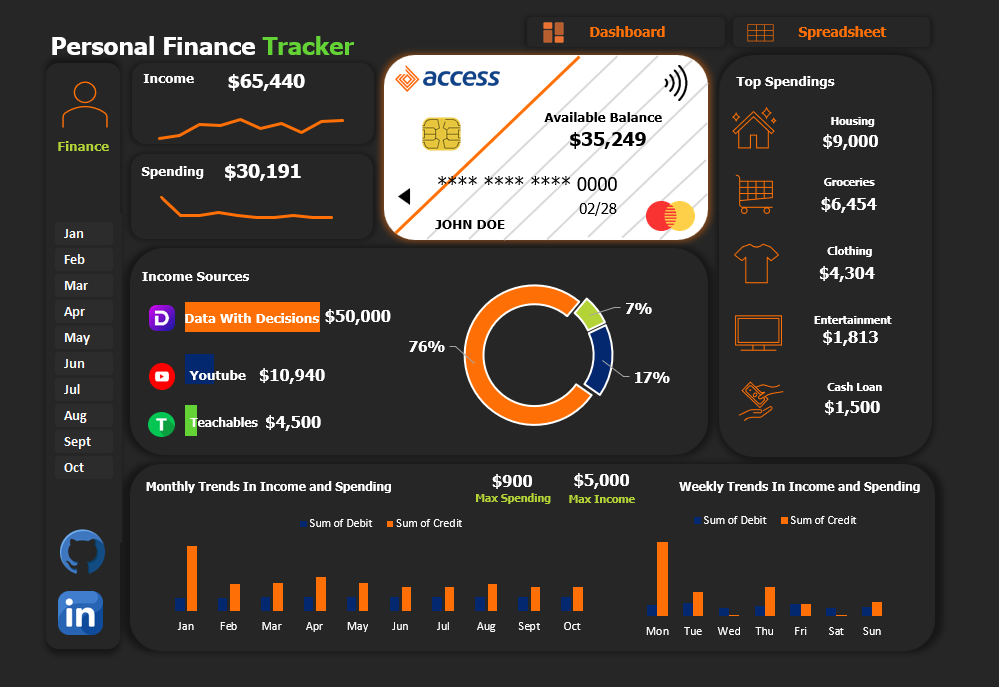 Personal Finance Tracker
Dashboard
Spreadsheet
Finance
Jan
Feb
Mar
Apr
May
Jun
Jul
Aug
Sept
Oct
in
Income
$65,440
Spending
$30,191
access
Available Balance
$35,249
**** **** **** 0000
02/28
JOHN DOE
Top Spendings
Housing
$9,000
Groceries
$6,454
Clothing
$4,304
Entertainment
$1,813
Cash Loan
$1,500
Income Sources
D
Data With Decisions $50,000
Youtube $10,940
T
Teachables $4,500
76%
7%
17%
Monthly Trends In Income and Spending
$900
Max Spending
$5,000
Max Income
Sum of Debit Sum of Credit
Jan Feb Mar Apr May Jun Jul Aug Sept Oct
Weekly Trends In Income and Spending
Sum of Debit Sum of Credit
Mon Tue Wed Thu Fri Sat Sun